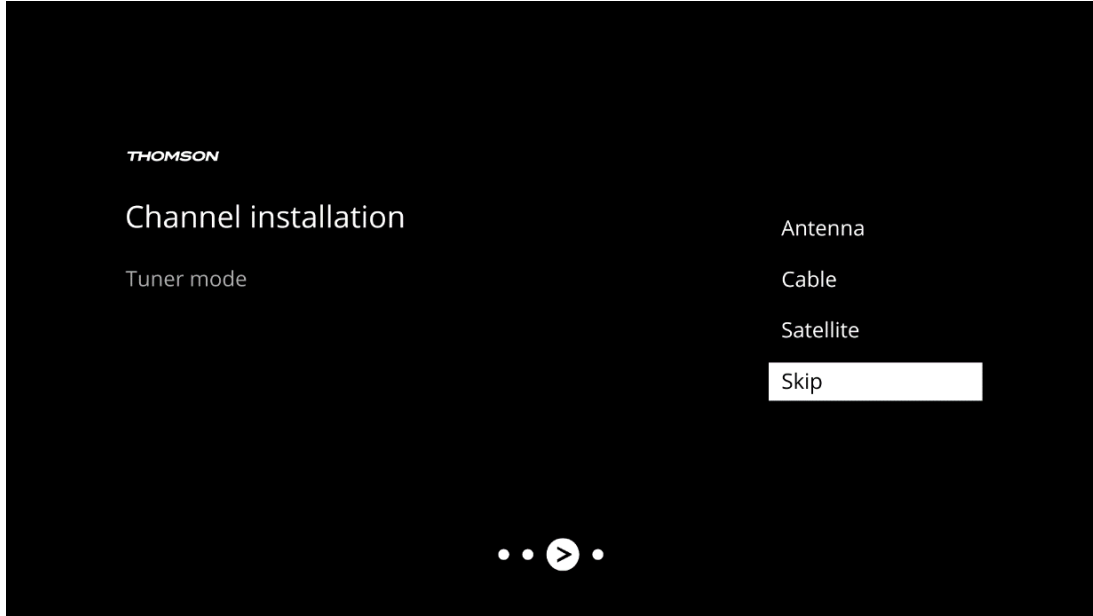 THOMSON
Channel installation
Tuner mode
Antenna
Cable
Satellite
Skip